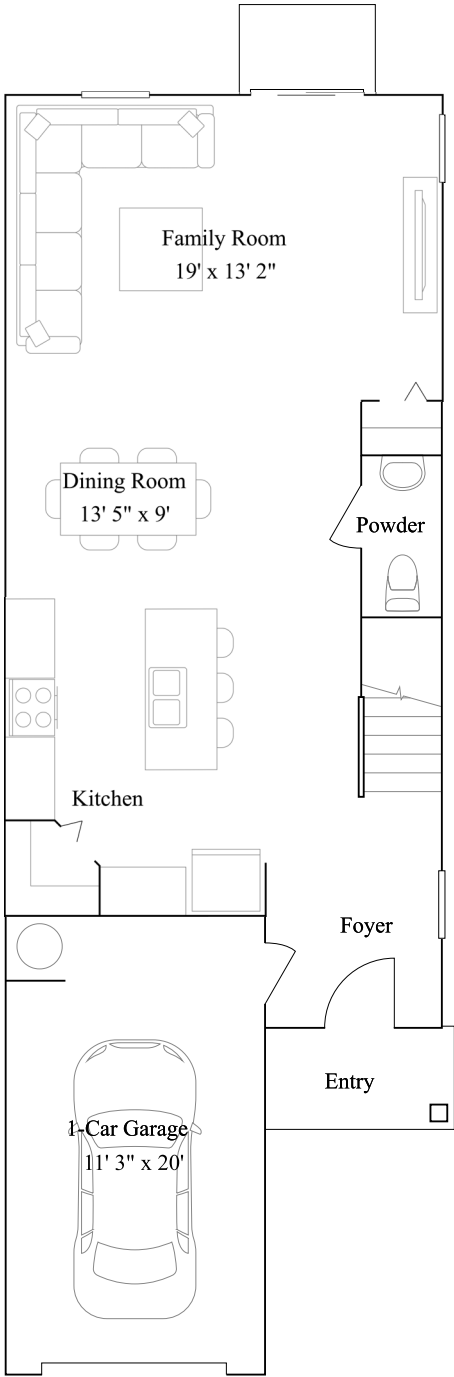 Family Room
19' x 13' 2"
Dining Room
13' 5" x 9'
Powder
Kitchen
Foyer
Entry
1-Car Garage
11' 3" x 20'